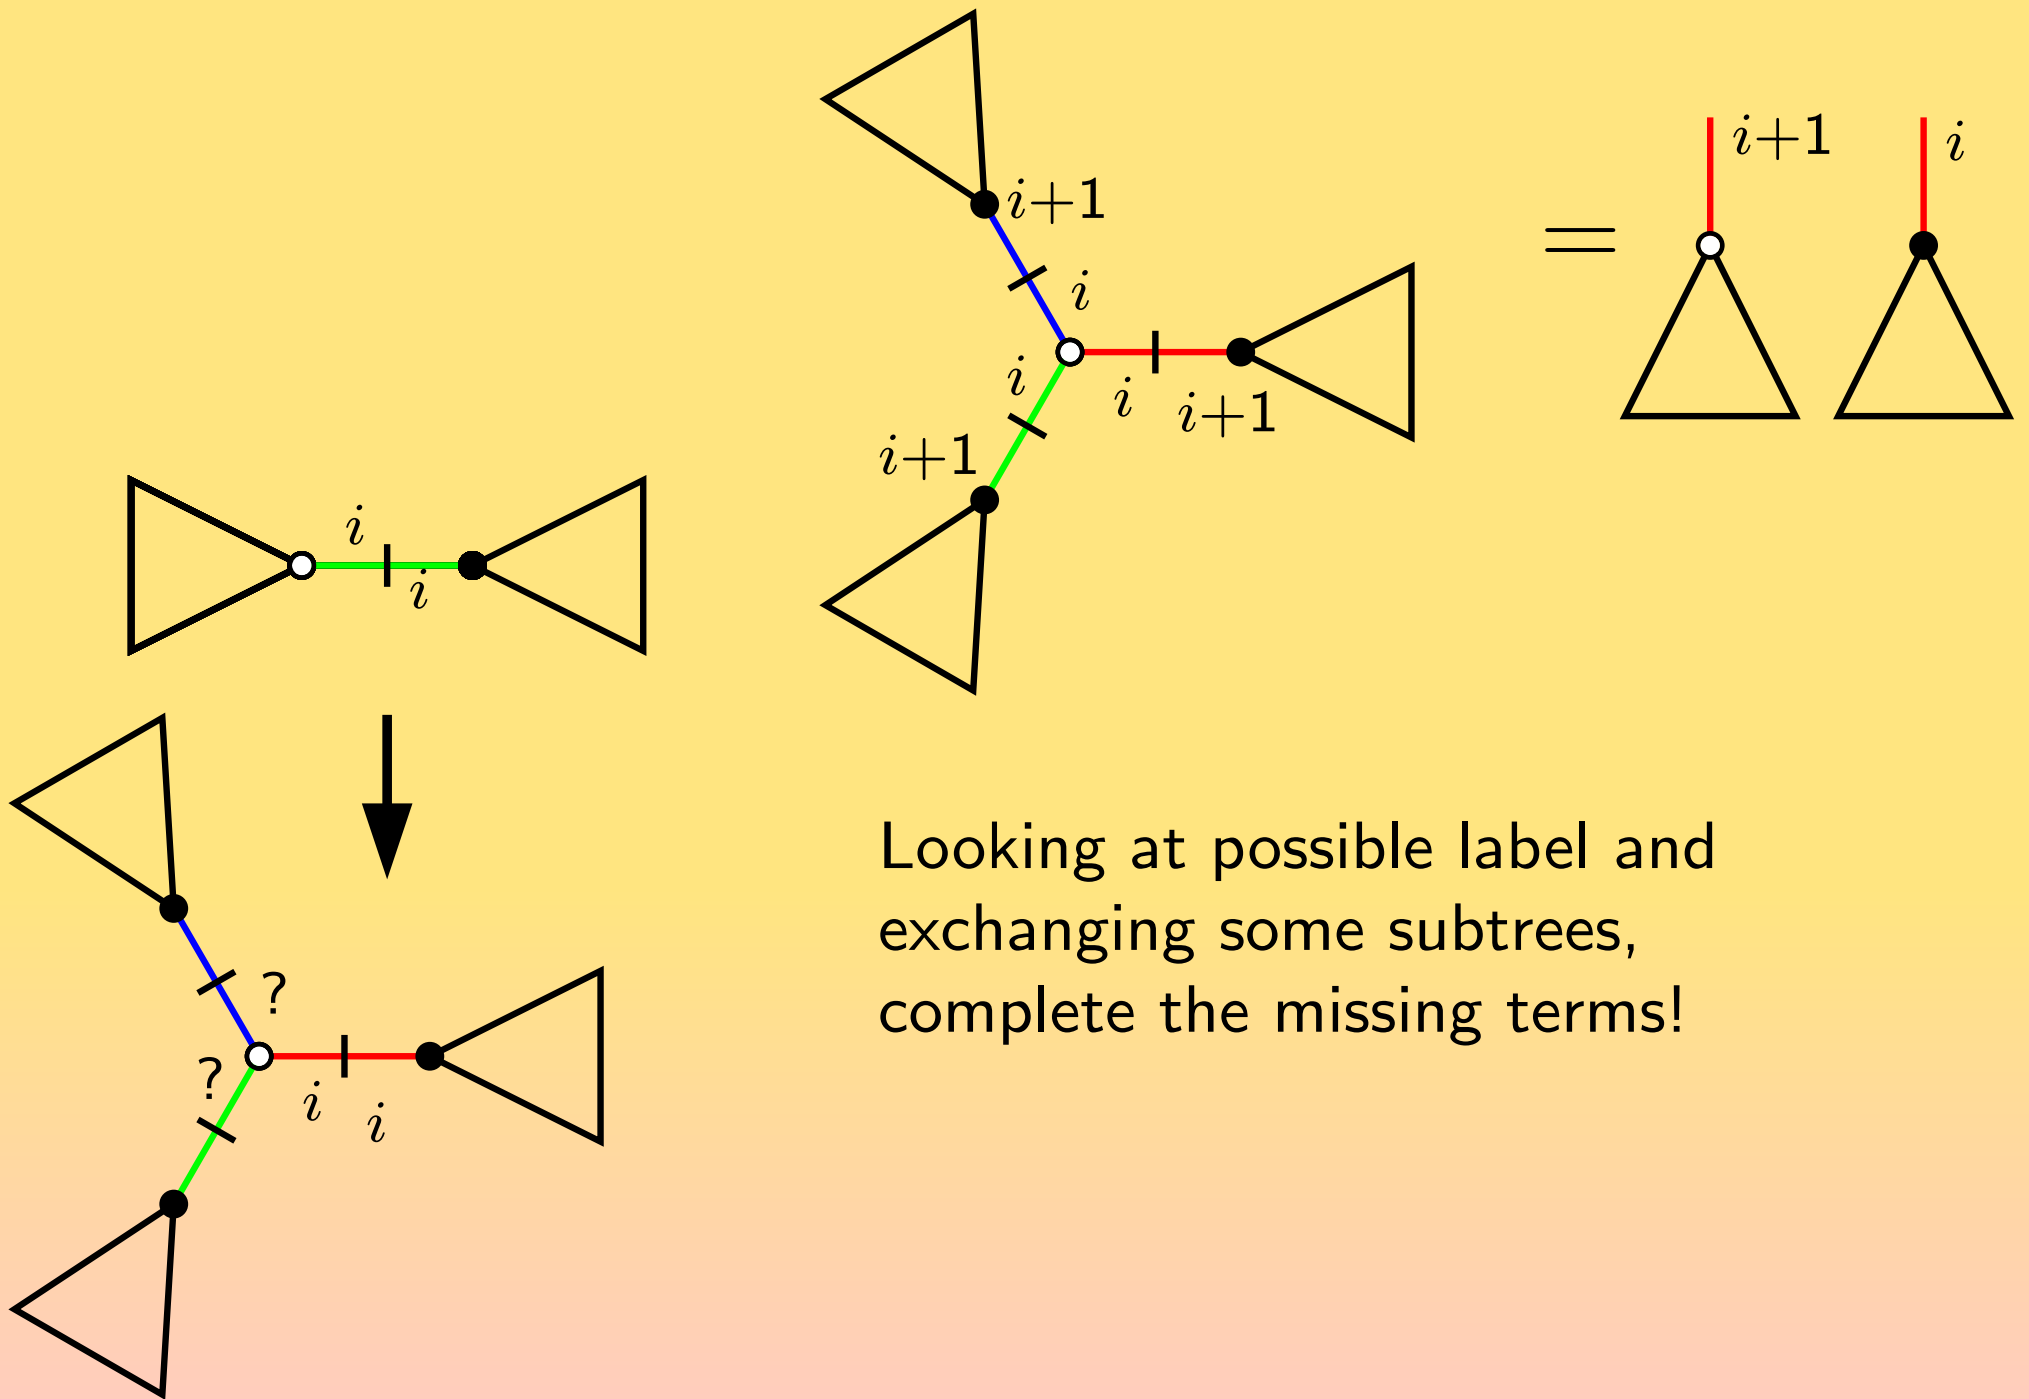 i+1
i
i+1
i
i
i
i+1
i+1
=
i
i
?
?
i
i
Looking at possible label and
exchanging some subtrees,
complete the missing terms!